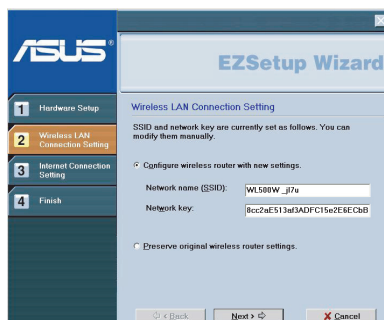 ASUS®
EZSetup Wizard
1 Hardware Setup
2 Wireless LAN
Connection Setting
3 Internet Connection
Setting
4 Finish
Wireless LAN Connection Setting
SSID and network key are currently set as follows. You can
modify them manually.
Configure wireless router with new settings.
Network name (SSID): WL500W_jl7u
Network key: 8cc2aE513af3ADFC15e2E6ECbB
Preserve original wireless router settings.
< Back
Next >
Cancel